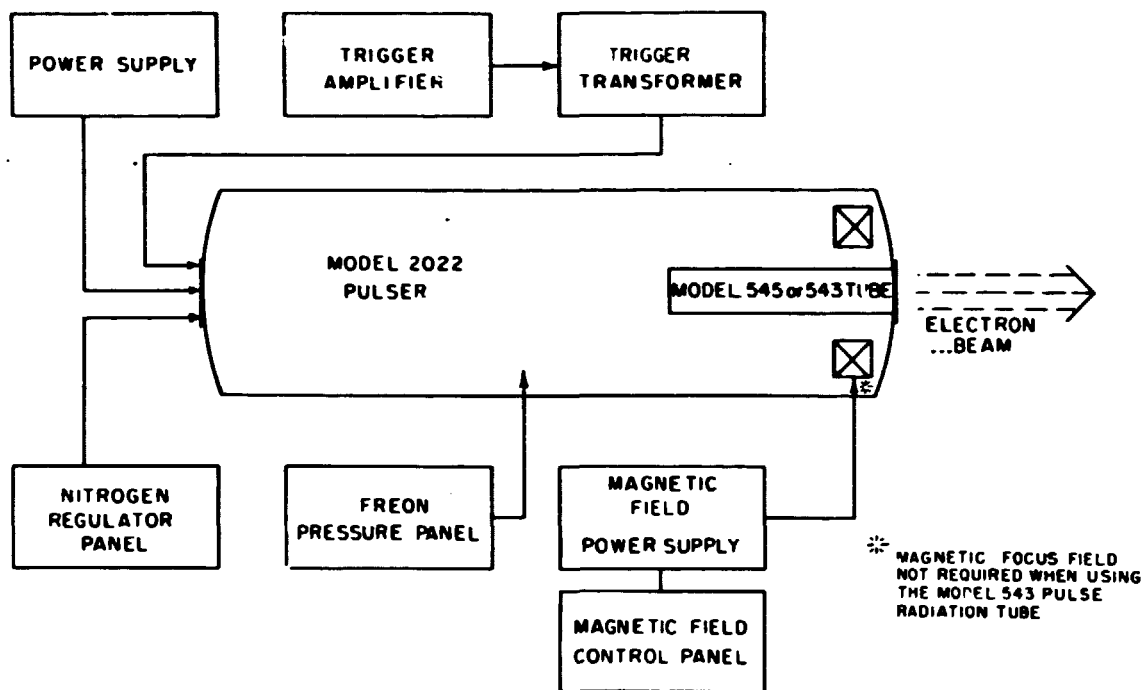 POWER SUPPLY
TRIGGER
AMPLIFIER
TRIGGER
TRANSFORMER
MODEL 2022
PULSER
MODEL 545 or 543 TUBE
ELECTRON
...BEAM
NITROGEN
REGULATOR
PANEL
FREON
PRESSURE PANEL
MAGNETIC
FIELD
POWER SUPPLY
MAGNETIC FIELD
CONTROL PANEL
* MAGNETIC FOCUS FIELD
NOT REQUIRED WHEN USING
THE MODEL 543 PULSE
RADIATION TUBE